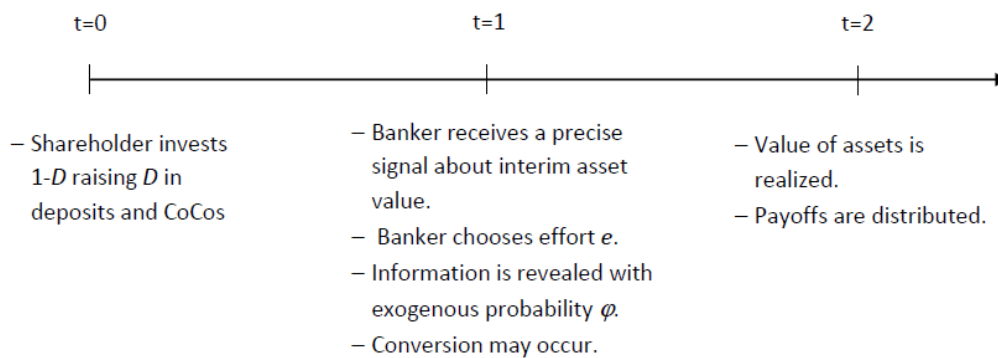 t=0
t=1
t=2
– Shareholder invests
1-D raising D in
deposits and CoCos
– Banker receives a precise
signal about interim asset
value.
– Banker chooses effort e.
– Information is revealed with
exogenous probability φ.
– Conversion may occur.
– Value of assets is
realized.
– Payoffs are distributed.